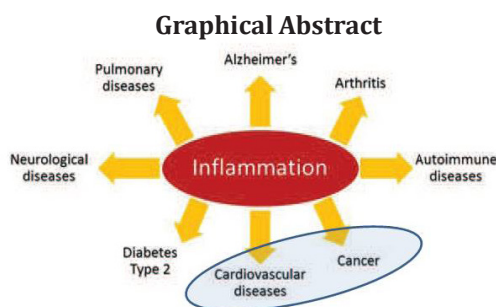 Graphical Abstract
Alzheimer's
Pulmonary
diseases
Arthritis
Neurological
diseases
Inflammation
Autoimmune
diseases
Diabetes
Type 2
Cardiovascular
diseases
Cancer